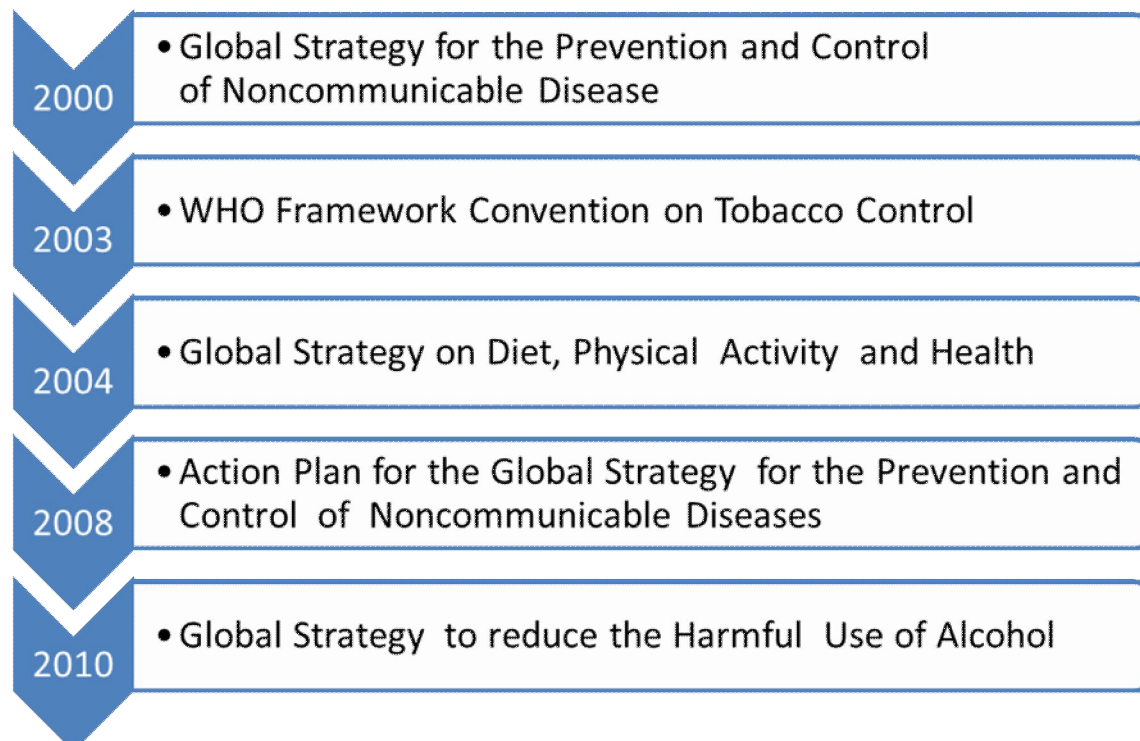 2000
• Global Strategy for the Prevention and Control
of Noncommunicable Disease
2003
• WHO Framework Convention on Tobacco Control
2004
• Global Strategy on Diet, Physical Activity and Health
2008
• Action Plan for the Global Strategy for the Prevention and
Control of Noncommunicable Diseases
2010
• Global Strategy to reduce the Harmful Use of Alcohol